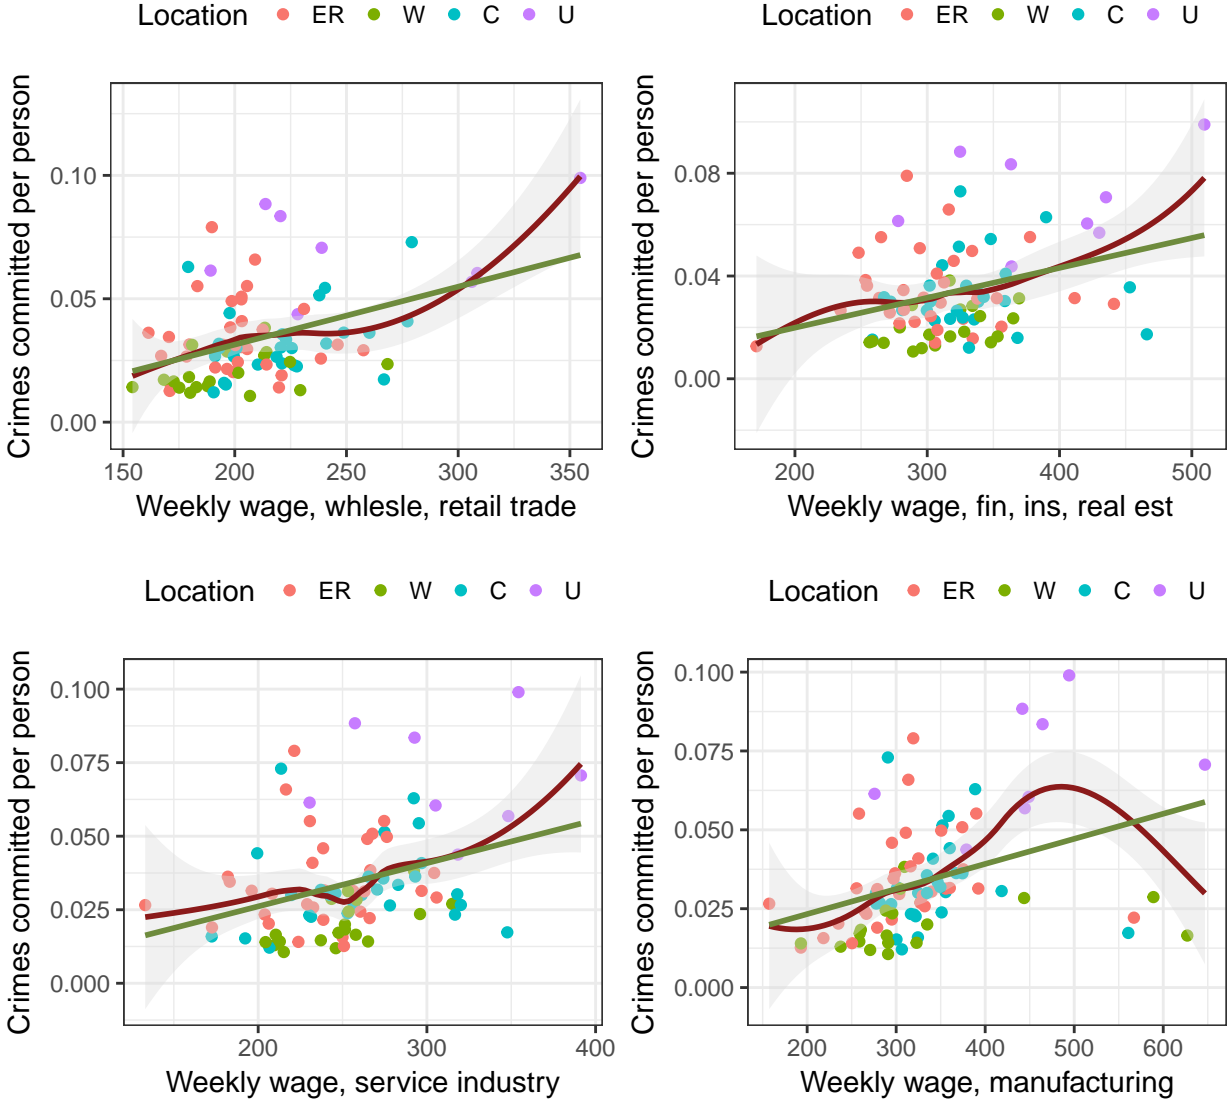 Location ER W C U
Crimes committed per person
0.10
0.05
0.00
150 200 250 300 350
Weekly wage, whlesle, retail trade
Location ER W C U
Crimes committed per person
0.08
0.04
0.00
200 300 400 500
Weekly wage, fin, ins, real est
Location ER W C U
Crimes committed per person
0.100
0.075
0.050
0.025
0.000
200 300 400
Weekly wage, service industry
Location ER W C U
Crimes committed per person
0.100
0.075
0.050
0.025
0.000
200 300 400 500 600
Weekly wage, manufacturing